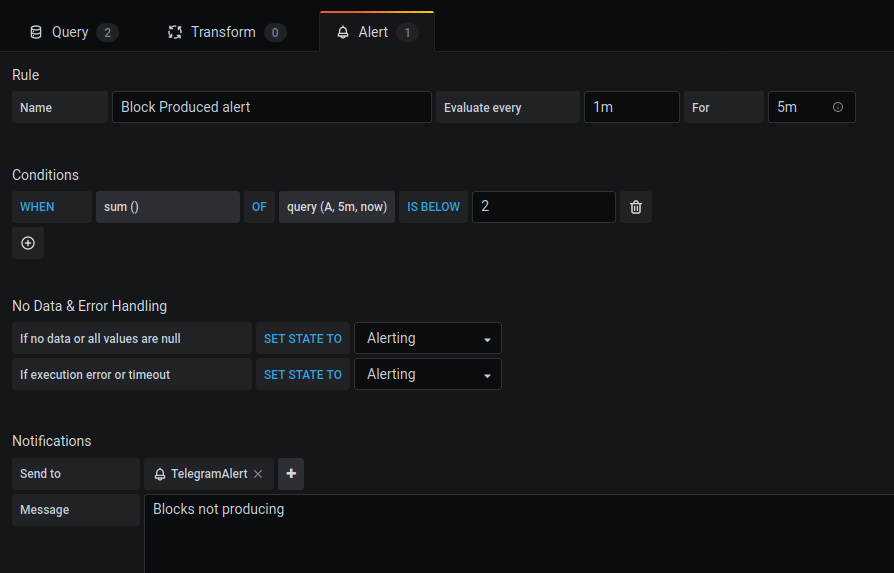 Query 2 Transform 0 Alert 1
Rule
Name Block Produced alert Evaluate every 1m For 5m
Conditions
WHEN sum () OF query (A, 5m, now) IS BELOW 2
No Data & Error Handling
If no data or all values are null SET STATE TO Alerting
If execution error or timeout SET STATE TO Alerting
Notifications
Send to TelegramAlert
Message Blocks not producing